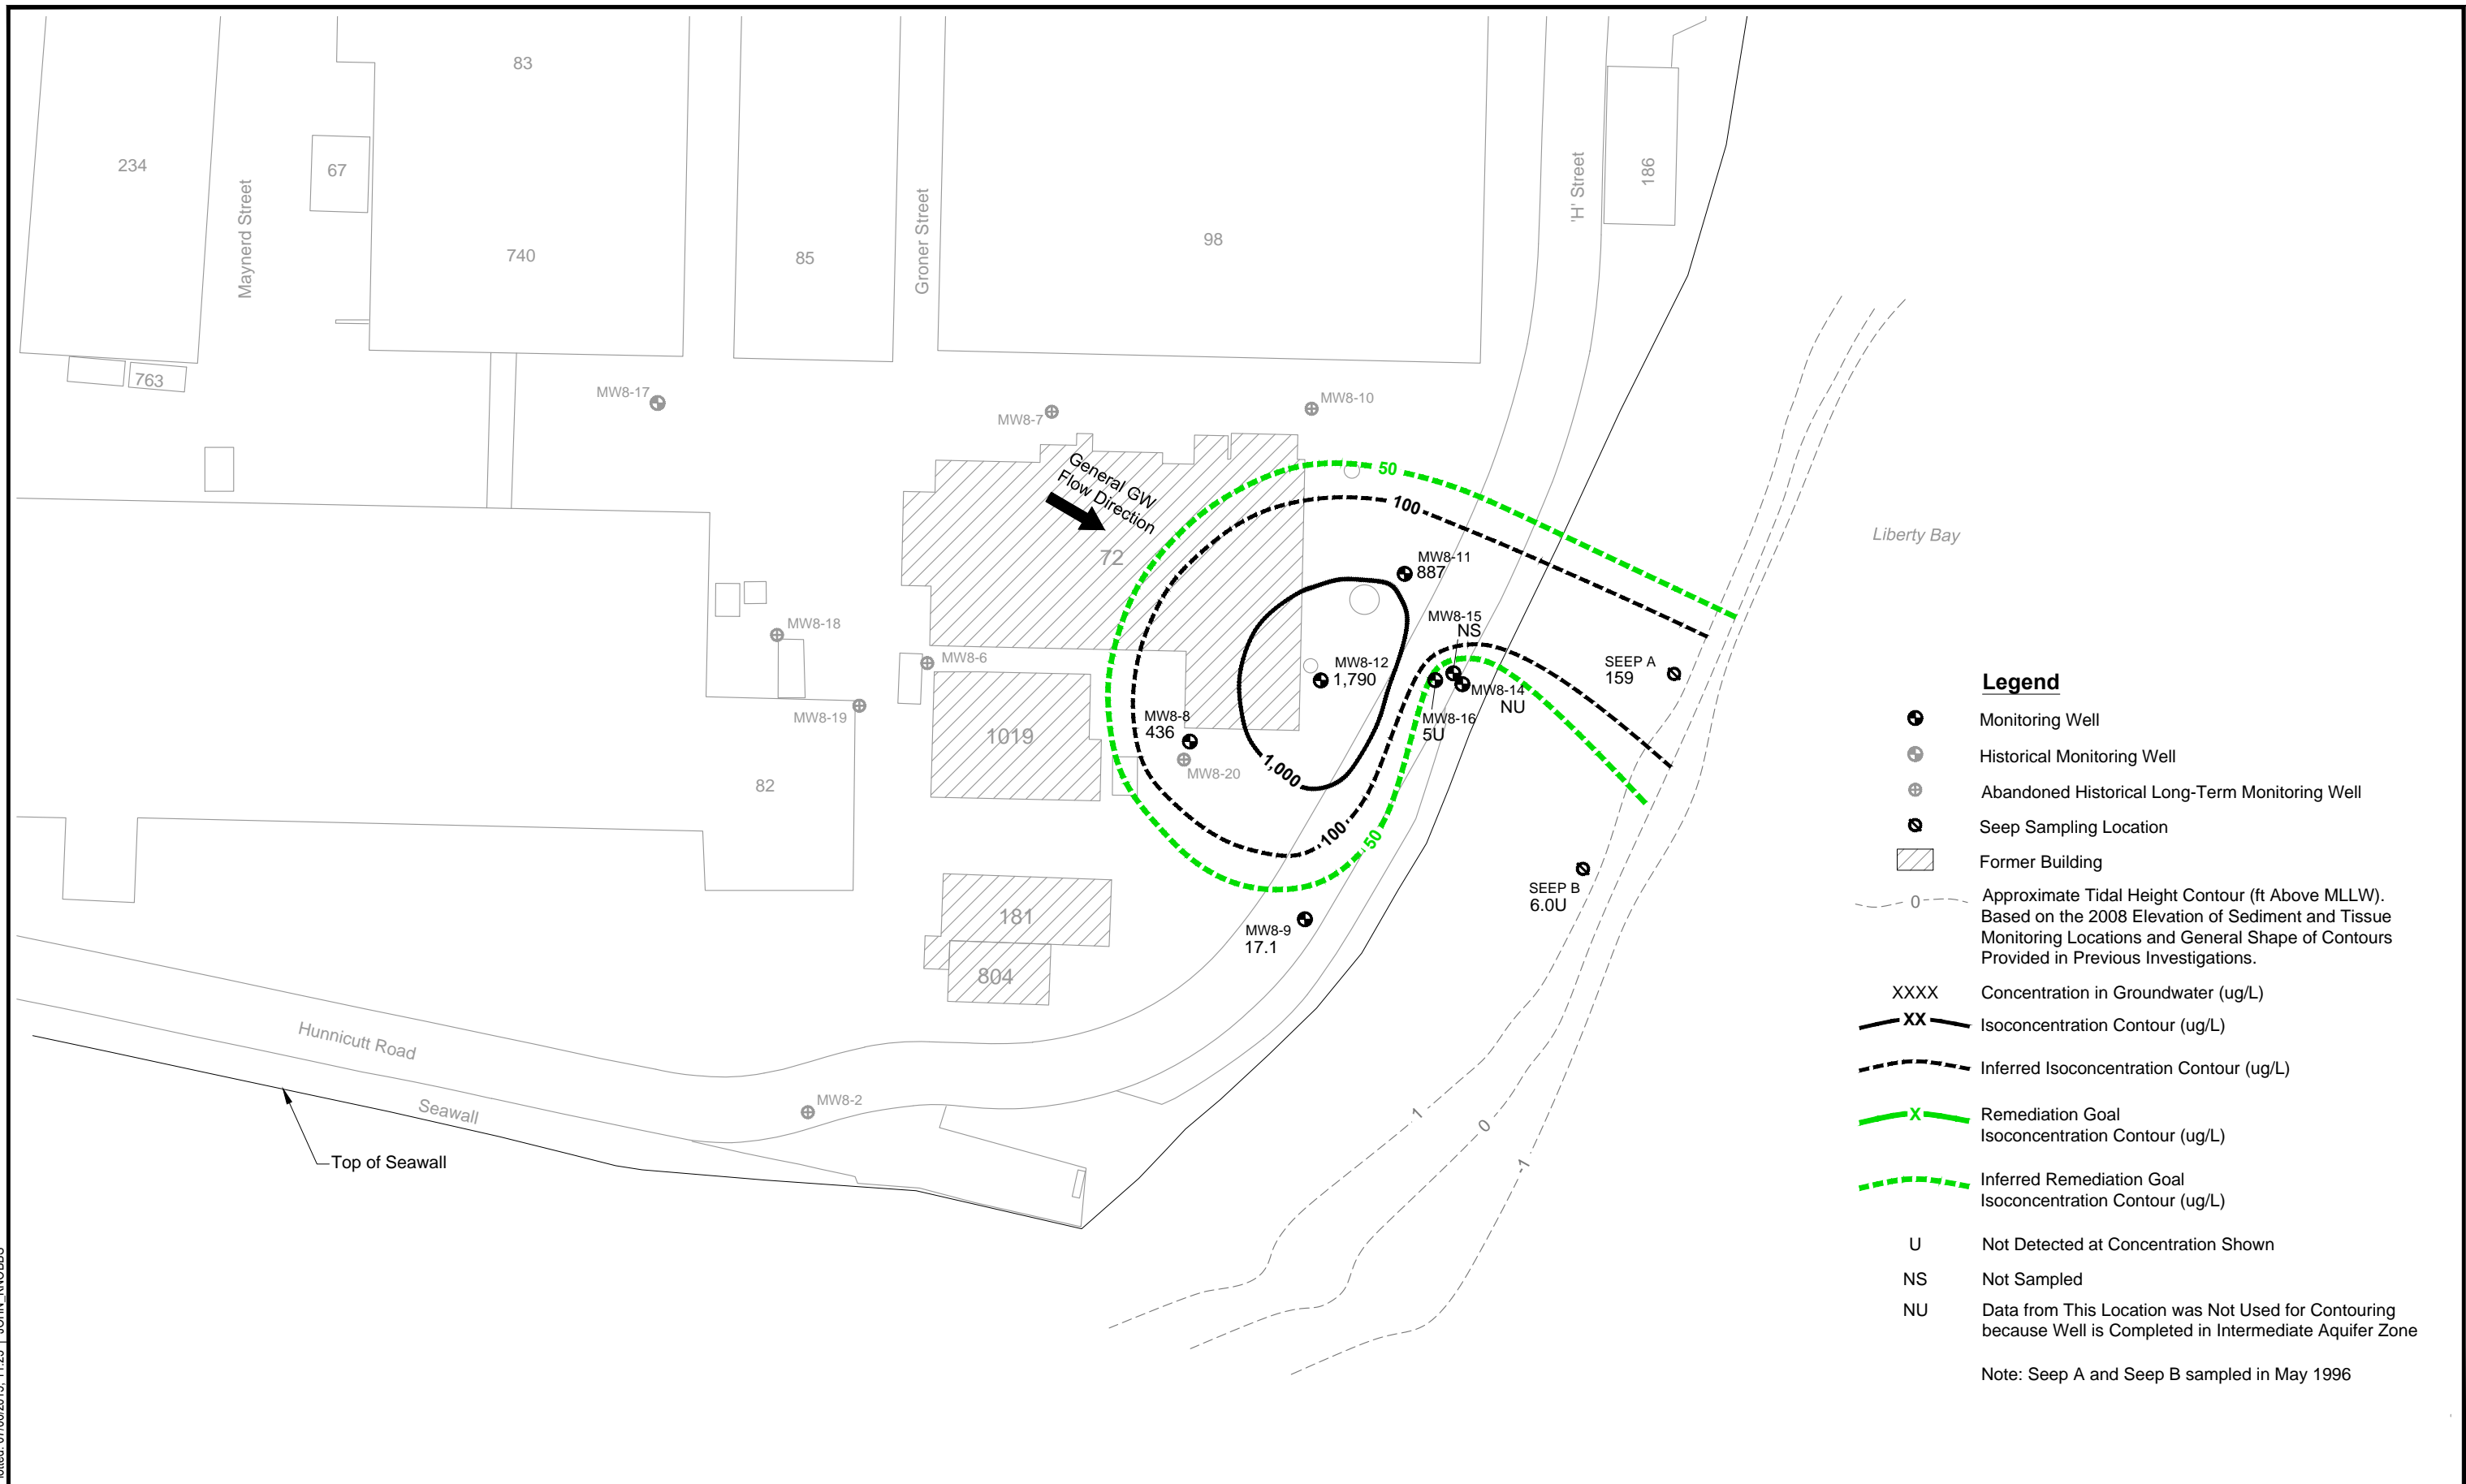 83
234
67
Maynerd Street
740
85
Groner Street
98
'H' Street
186
763
MW8-17
MW8-7
MW8-10
General GW
Flow Direction
72
50
100
Liberty Bay
MW8-11
887
MW8-15
NS
MW8-18
MW8-6
MW8-12
1,790
SEEP A
159
MW8-14
NU
MW8-19
MW8-8
436
MW8-16
5U
1019
MW8-20
1,000
82
100
50
SEEP B
6.0U
181
MW8-9
17.1
804
Hunnicutt Road
Seawall
MW8-2
Top of Seawall
1
0
-1
Legend
Monitoring Well
Historical Monitoring Well
Abandoned Historical Long-Term Monitoring Well
Seep Sampling Location
Former Building
0
Approximate Tidal Height Contour (ft Above MLLW).
Based on the 2008 Elevation of Sediment and Tissue
Monitoring Locations and General Shape of Contours
Provided in Previous Investigations.
XXXX Concentration in Groundwater (ug/L)
XX Isoconcentration Contour (ug/L)
Inferred Isoconcentration Contour (ug/L)
X Remediation Goal
Isoconcentration Contour (ug/L)
Inferred Remediation Goal
Isoconcentration Contour (ug/L)
U Not Detected at Concentration Shown
NS Not Sampled
NU Data from This Location was Not Used for Contouring
because Well is Completed in Intermediate Aquifer Zone
Note: Seep A and Seep B sampled in May 1996